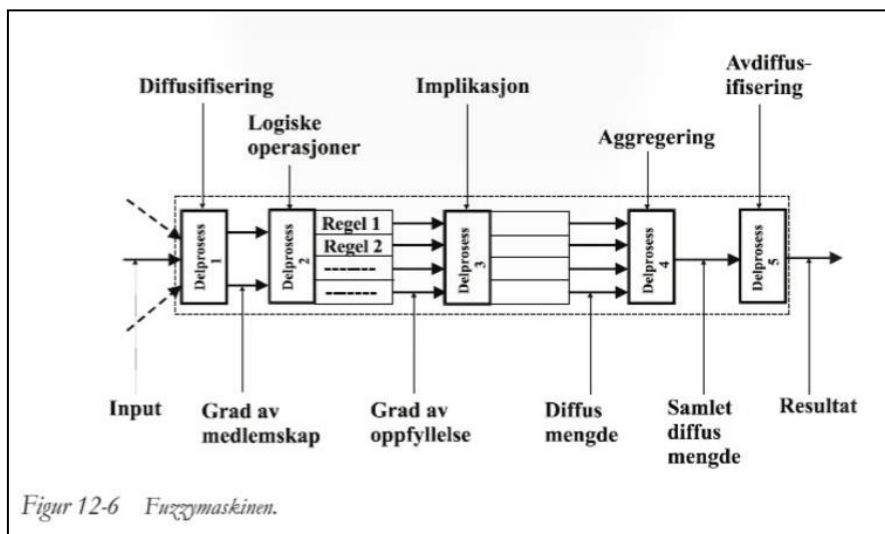 Diffusifisering
Logiske
operasjoner
Implikasjon
Aggregering
Avdiffus-
ifisering
Delprosess
1
Delprosess
2
Regel 1
Regel 2
Delprosess
3
Delprosess
4
Delprosess
5
Input
Grad av
medlemskap
Grad av
oppfyllelse
Diffus
mengde
Samlet
diffus
mengde
Resultat
Figur 12-6 Fuzzymaskinen.